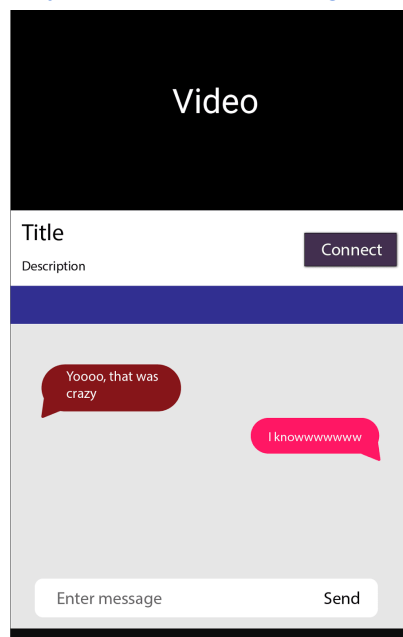 Video
Title
Connect
Description
Yoooo, that was
crazy
I knowwwwwww
Enter message
Send